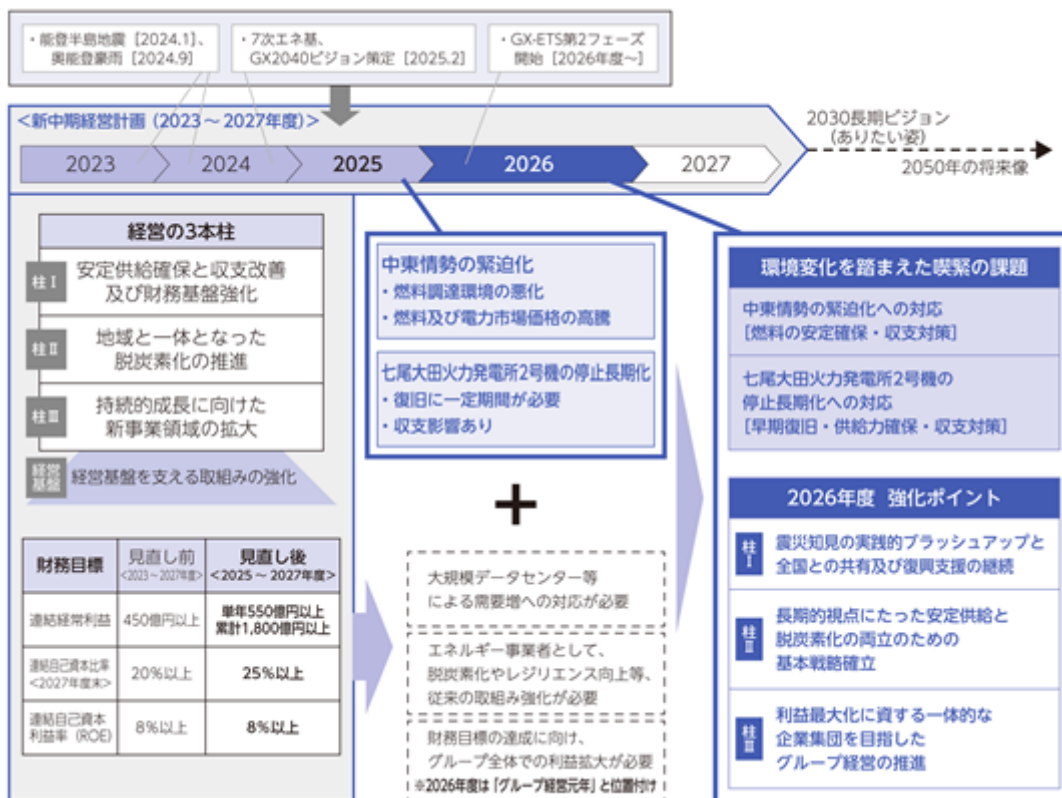 ・能登半島地震［2024.1］、
奥能登豪雨［2024.9］
・7次エネ基、
GX2040ビジョン策定［2025.2］
・GX-ETS第2フェーズ
開始［2026年度～］
＜新中期経営計画（2023～2027年度）＞
2023
2024
2025
2026
2027
2030長期ビジョン
（ありたい姿）
2050年の将来像
経営の3本柱
柱Ⅰ
安定供給確保と収支改善
及び財務基盤強化
柱Ⅱ
地域と一体となった
脱炭素化の推進
柱Ⅲ
持続的成長に向けた
新事業領域の拡大
経営
基盤
経営基盤を支える取組みの強化
財務目標
見直し前
＜2023～2027年度＞
見直し後
＜2025～2027年度＞
連結経常利益
450億円以上
単年550億円以上
累計1,800億円以上
連結自己資本比率
＜2027年度末＞
20%以上
25%以上
連結自己資本
利益率（ROE）
8%以上
8%以上
中東情勢の緊迫化
・燃料調達環境の悪化
・燃料及び電力市場価格の高騰
七尾大田火力発電所2号機の停止長期化
・復旧に一定期間が必要
・収支影響あり
＋
大規模データセンター等
による需要増への対応が必要
エネルギー事業者として、
脱炭素化やレジリエンス向上等、
従来の取組み強化が必要
財務目標の達成に向け、
グループ全体での利益拡大が必要
※2026年度は「グループ経営元年」と位置付け
環境変化を踏まえた喫緊の課題
中東情勢の緊迫化への対応
［燃料の安定確保・収支対策］
七尾大田火力発電所2号機の
停止長期化への対応
［早期復旧・供給力確保・収支対策］
2026年度 強化ポイント
柱Ⅰ
震災知見の実践的ブラッシュアップと
全国との共有及び復興支援の継続
柱Ⅱ
長期的視点にたった安定供給と
脱炭素化の両立のための
基本戦略確立
柱Ⅲ
利益最大化に資する一体的な
企業集団を目指した
グループ経営の推進